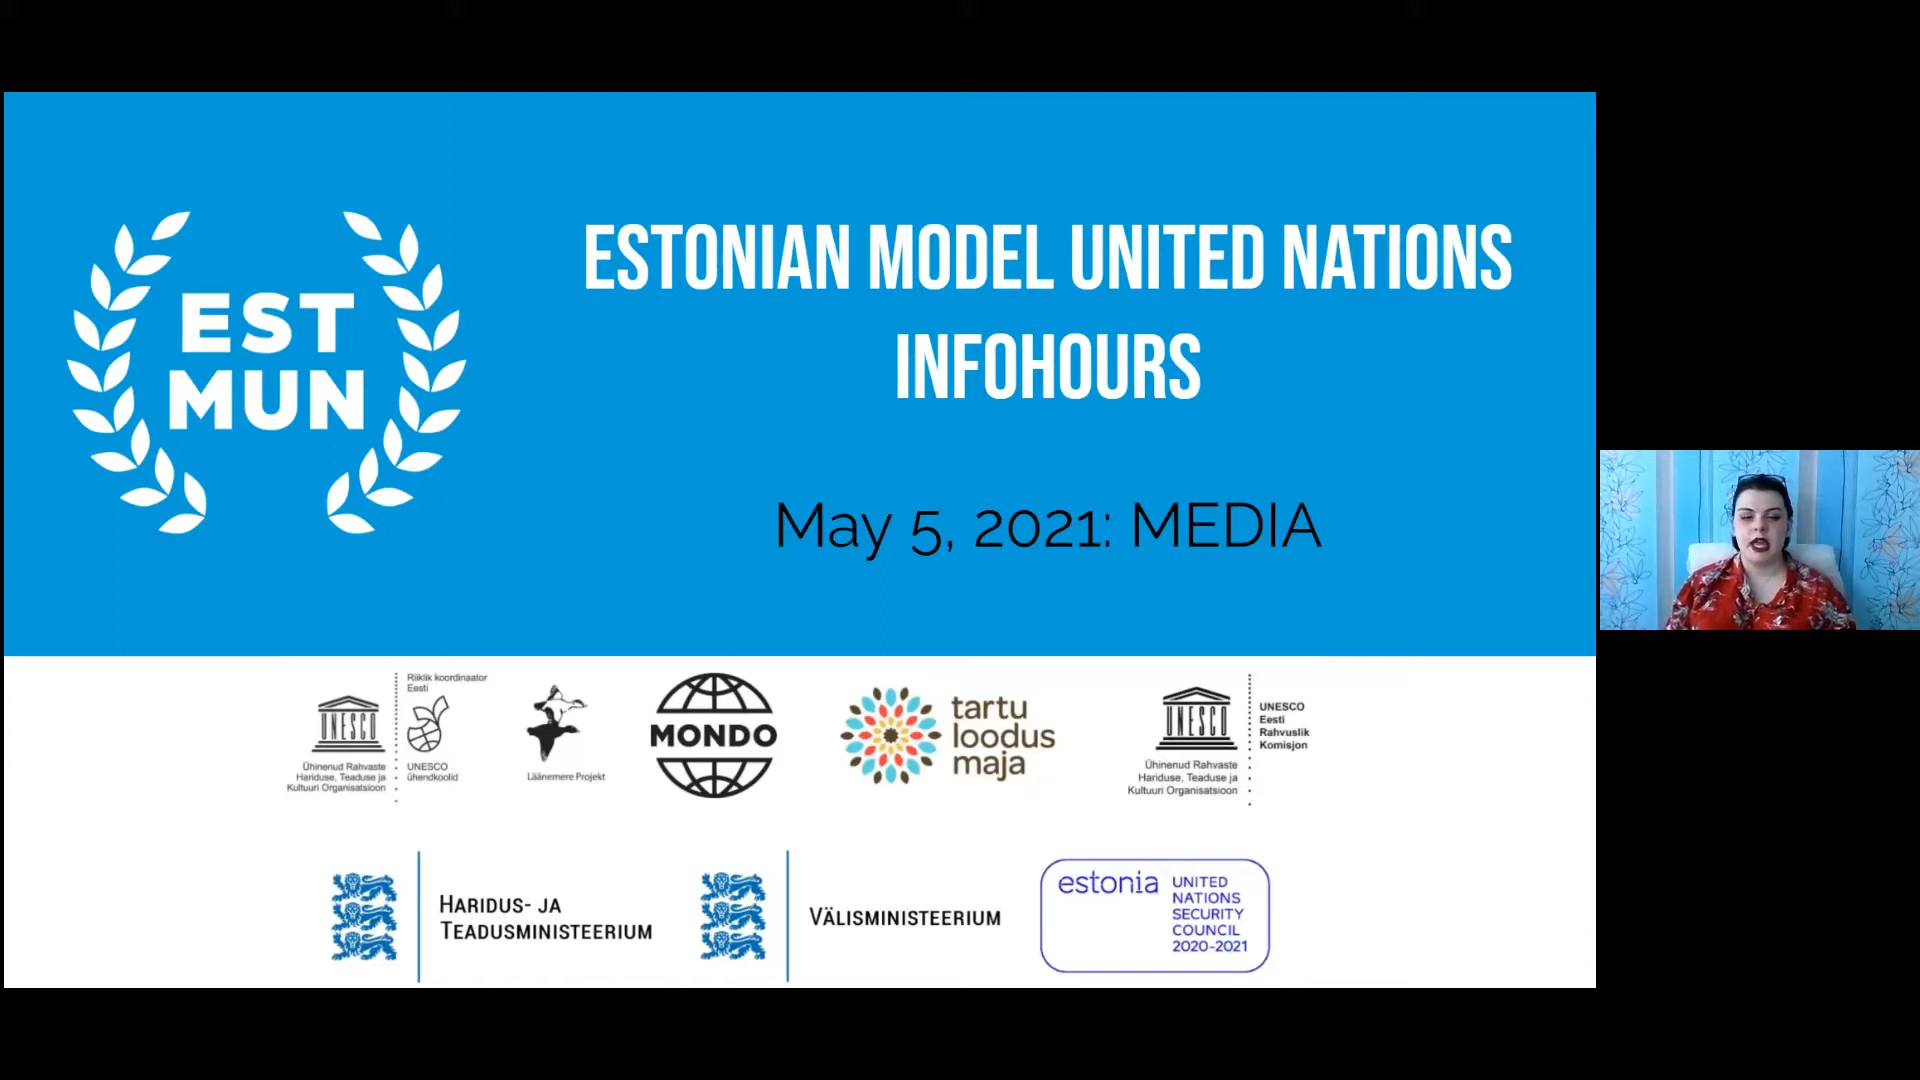 EST
MUN
ESTONIAN MODEL UNITED NATIONS
INFOHOURS
May 5, 2021: MEDIA
UNESCO
Ühinenud Rahvaste
Hariduse, Teaduse ja
Kultuuri Organisatsioon
Riiklik koordinaator
Eesti
UNESCO
ühendkoolid
Läänemere Projekt
MONDO
tartu
loodus
maja
UNESCO
Ühinenud Rahvaste
Hariduse, Teaduse ja
Kultuuri Organisatsioon
UNESCO
Eesti
Rahvuslik
Komisjon
HARIDUS- JA
TEADUSMINISTEERIUM
VÄLISMINISTEERIUM
estonia
UNITED
NATIONS
SECURITY
COUNCIL
2020-2021